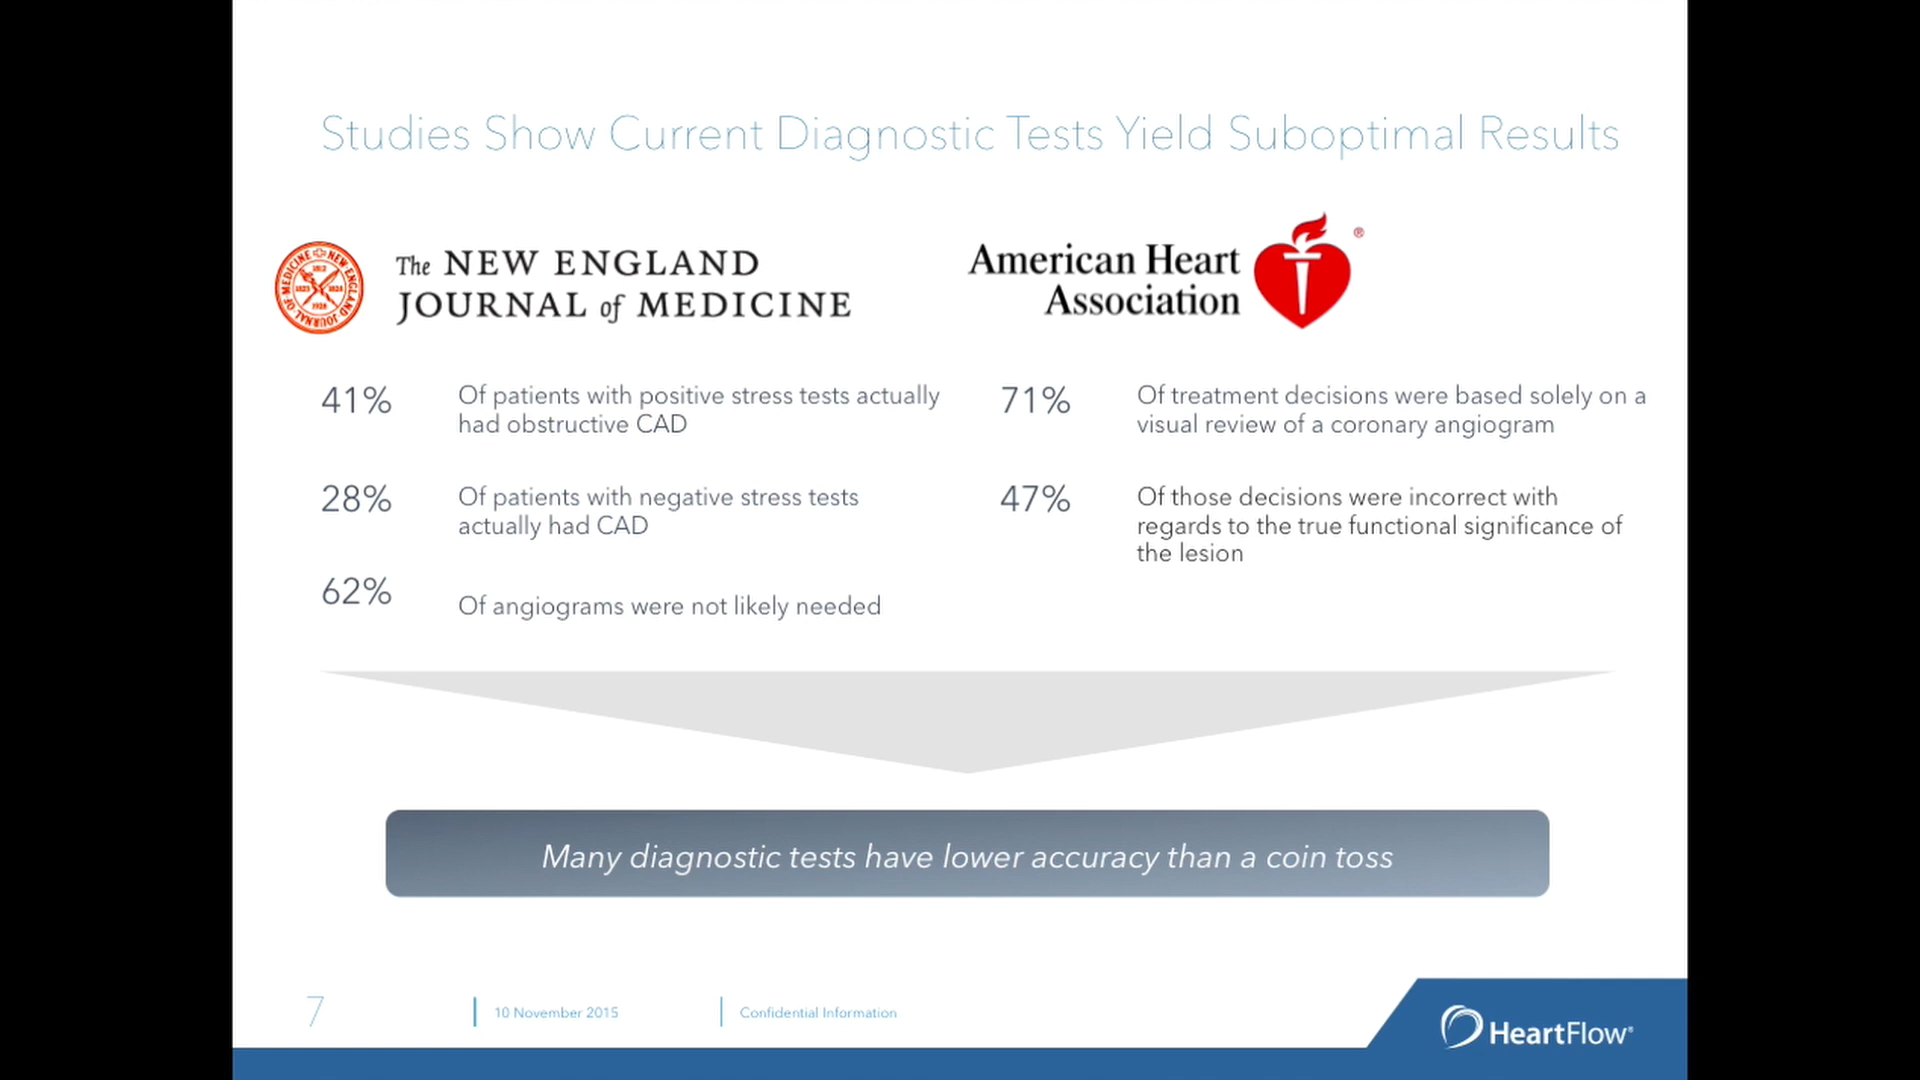 Studies Show Current Diagnostic Tests Yield Suboptimal Results
The NEW ENGLAND
JOURNAL of MEDICINE
American Heart
Association
®
41%
Of patients with positive stress tests actually
had obstructive CAD
28%
Of patients with negative stress tests
actually had CAD
62%
Of angiograms were not likely needed
71%
Of treatment decisions were based solely on a
visual review of a coronary angiogram
47%
Of those decisions were incorrect with
regards to the true functional significance of
the lesion
Many diagnostic tests have lower accuracy than a coin toss
7
10 November 2015
Confidential Information
HeartFlow®